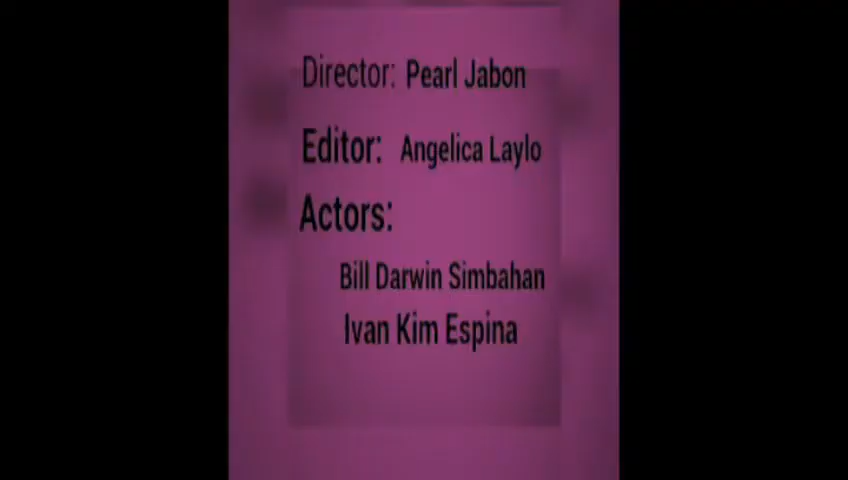 Director: Pearl Jabon
Editor: Angelica Laylo
Actors:
Bill Darwin Simbahan
Ivan Kim Espina